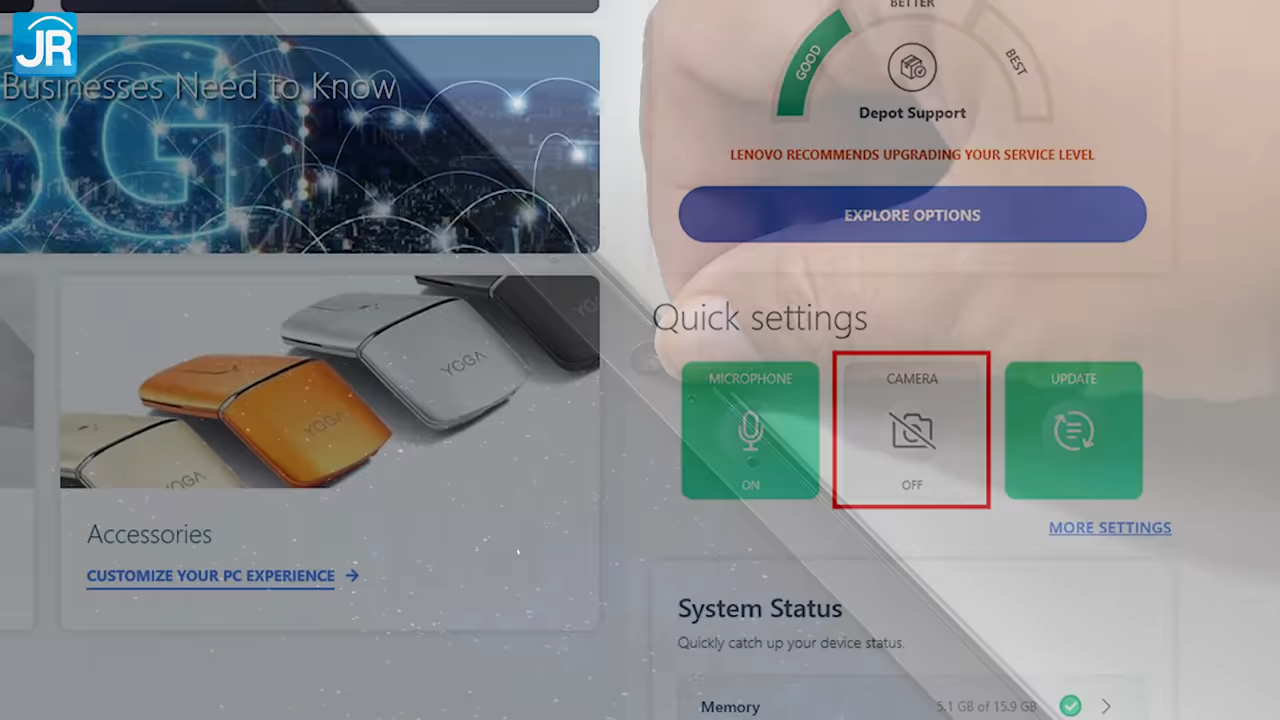 JR
Businesses Need to Know
5G
YOGA
YOGA
YOGA
YOGA
Accessories
CUSTOMIZE YOUR PC EXPERIENCE
BETTER
GOOD
BEST
Depot Support
LENOVO RECOMMENDS UPGRADING YOUR SERVICE LEVEL
EXPLORE OPTIONS
Quick settings
MICROPHONE
CAMERA
UPDATE
ON
OFF
MORE SETTINGS
System Status
Quickly catch up your device status.
Memory
5.1 GB of 15.9 GB